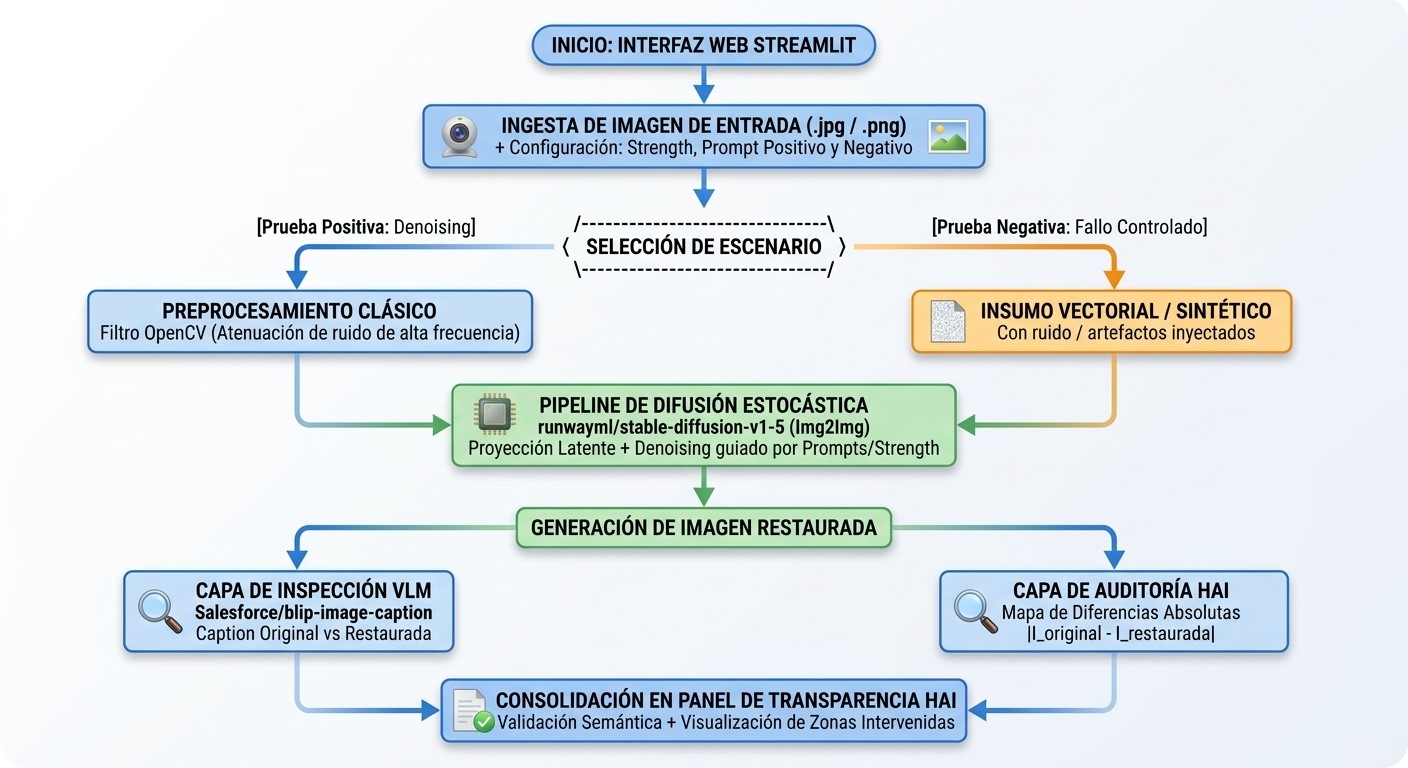 INICIO: INTERFAZ WEB STREAMLIT
INGESTA DE IMAGEN DE ENTRADA (.jpg / .png)
+ Configuración: Strength, Prompt Positivo y Negativo
[Prueba Positiva: Denoising]
/-----------------------------\
⟨ SELECCIÓN DE ESCENARIO ⟩
\-----------------------------/
[Prueba Negativa: Fallo Controlado]
PREPROCESAMIENTO CLÁSICO
Filtro OpenCV (Atenuación de ruido de alta frecuencia)
INSUMO VECTORIAL / SINTÉTICO
Con ruido / artefactos inyectados
PIPELINE DE DIFUSIÓN ESTOCÁSTICA
runwayml/stable-diffusion-v1-5 (Img2Img)
Proyección Latente + Denoising guiado por Prompts/Strength
GENERACIÓN DE IMAGEN RESTAURADA
CAPA DE INSPECCIÓN VLM
Salesforce/blip-image-caption
Caption Original vs Restaurada
CAPA DE AUDITORÍA HAI
Mapa de Diferencias Absolutas
|I_original - I_restaurada|
CONSOLIDACIÓN EN PANEL DE TRANSPARENCIA HAI
Validación Semántica + Visualización de Zonas Intervenidas